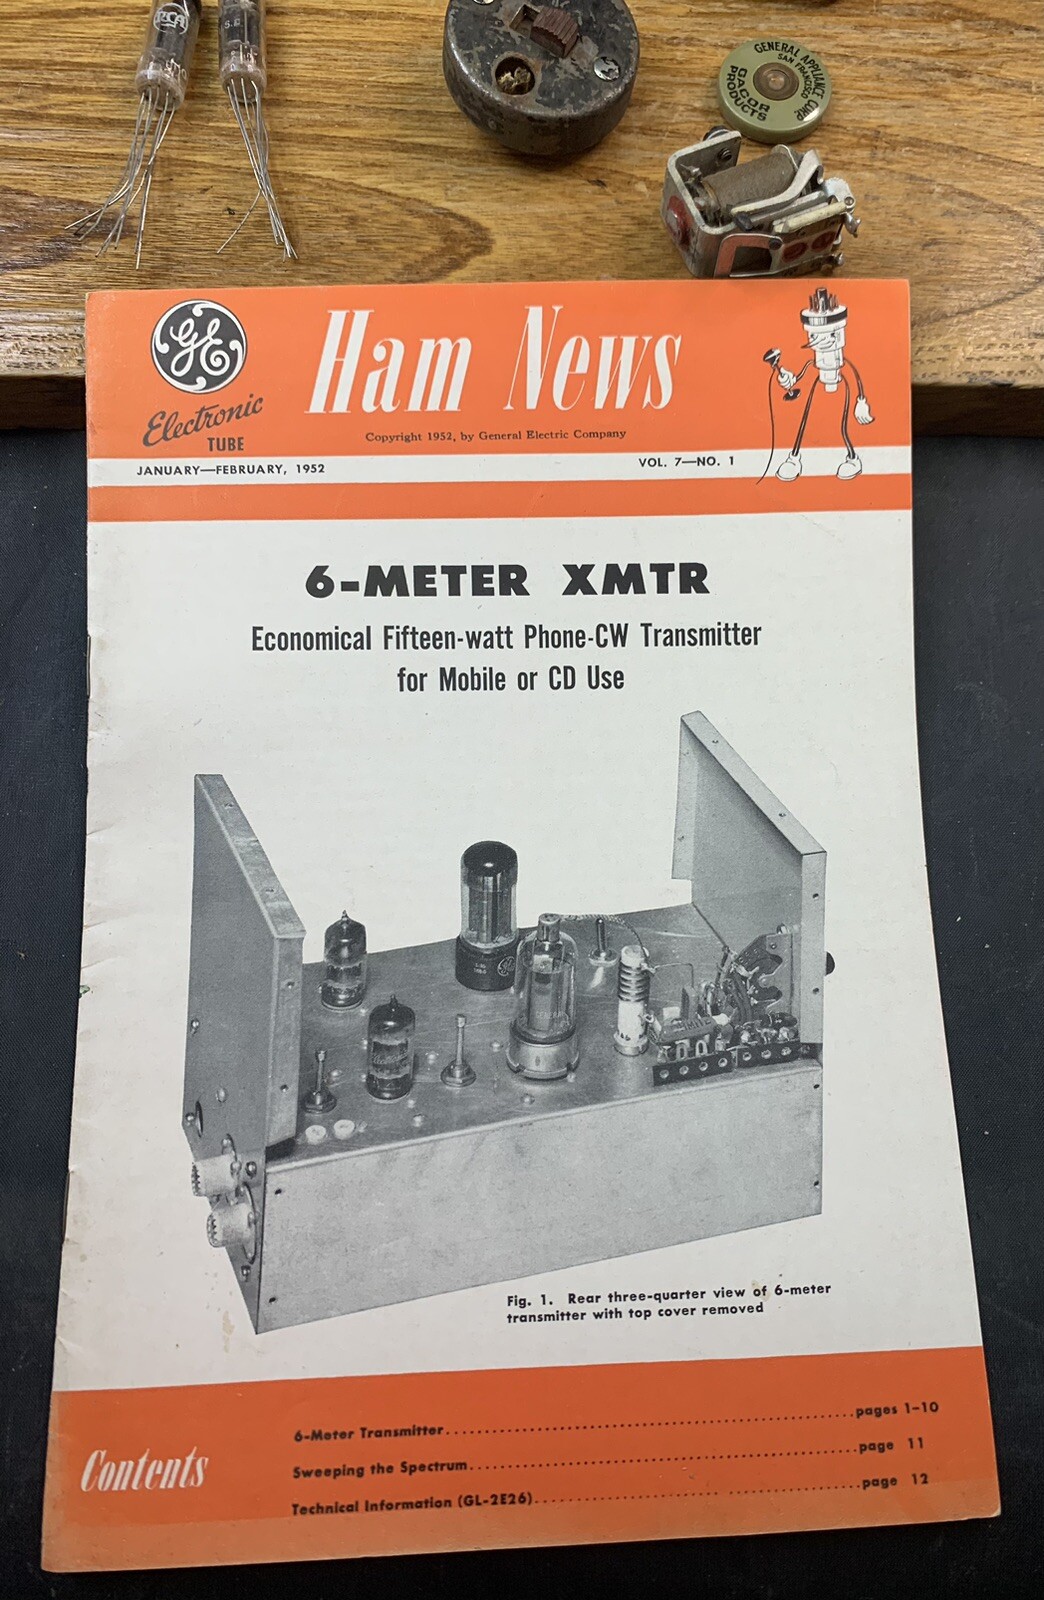 RCA
S.E.
GENERAL APPLIANCE CORP.
SAN FRANCISCO
GACOR
PRODUCTS
GE
Ham News
Electronic
TUBE
Copyright 1952, by General Electric Company
JANUARY—FEBRUARY, 1952
VOL. 7—NO. 1
6-METER XMTR
Economical Fifteen-watt Phone-CW Transmitter
for Mobile or CD Use
GE
Fig. 1. Rear three-quarter view of 6-meter
transmitter with top cover removed
Contents
6-Meter Transmitter pages 1-10
Sweeping the Spectrum page 11
Technical Information (GL-2E26) page 12